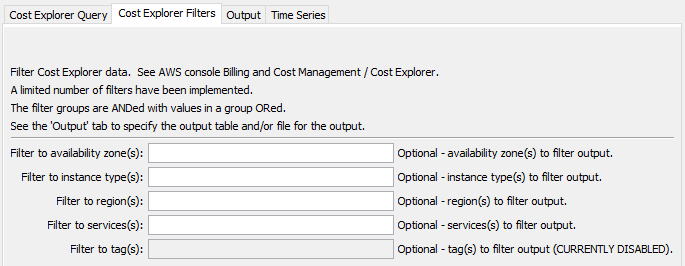 Cost Explorer Query Cost Explorer Filters Output Time Series
Filter Cost Explorer data.  See AWS console Billing and Cost Management / Cost Explorer.
A limited number of filters have been implemented.
The filter groups are ANDed with values in a group ORed.
See the 'Output' tab to specify the output table and/or file for the output.
Filter to availability zone(s): Optional - availability zone(s) to filter output.
Filter to instance type(s): Optional - instance type(s) to filter output.
Filter to region(s): Optional - region(s) to filter output.
Filter to services(s): Optional - services(s) to filter output.
Filter to tag(s): Optional - tag(s) to filter output (CURRENTLY DISABLED).